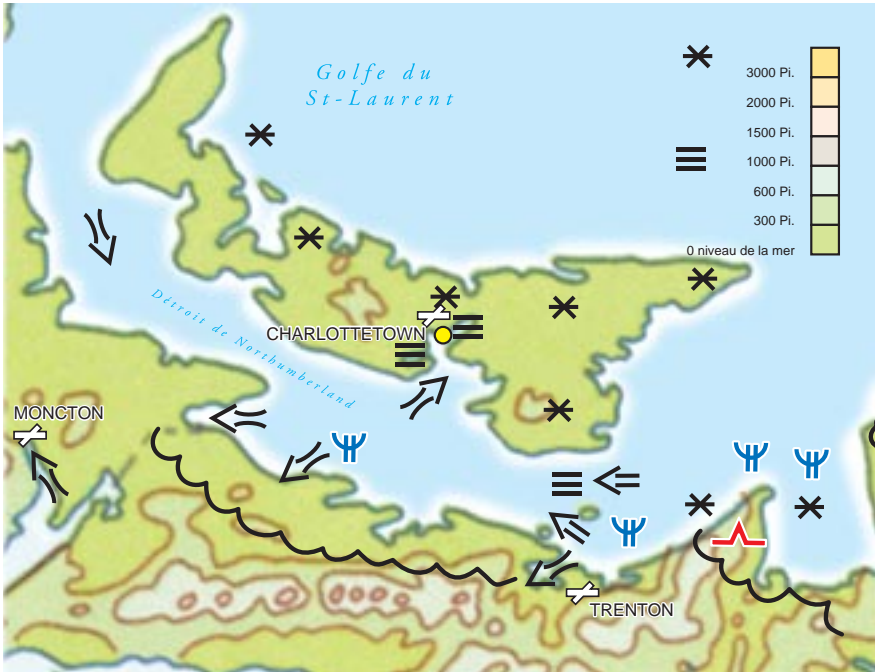 Golfe du
St-Laurent
3000 Pi.
2000 Pi.
1500 Pi.
1000 Pi.
600 Pi.
300 Pi.
0 niveau de la mer
Détroit de Northumberland
CHARLOTTETOWN
MONCTON
TRENTON